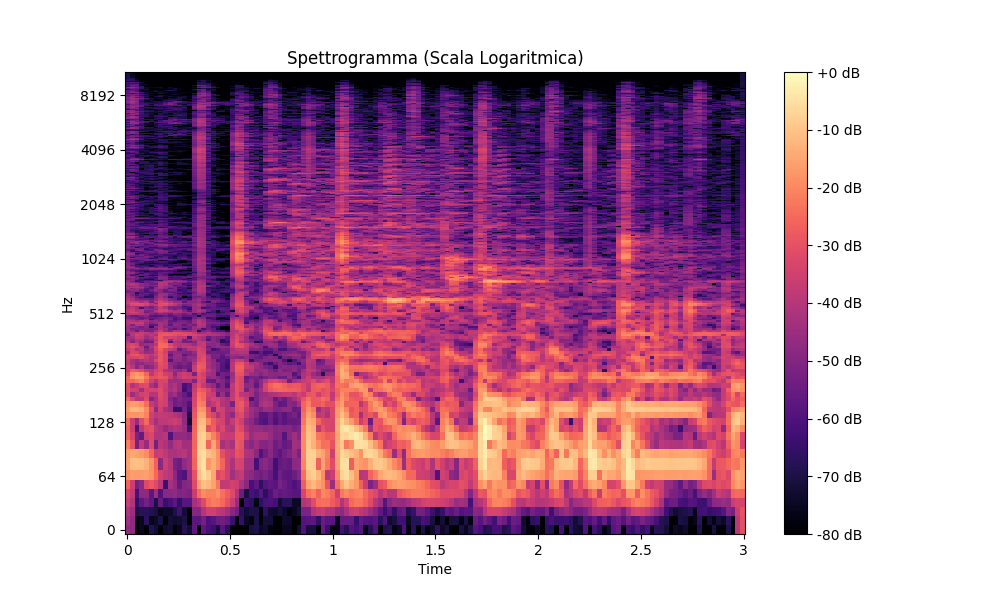 Spettrogramma (Scala Logaritmica)
Hz
8192
4096
2048
1024
512
256
128
64
0
0 0.5 1 1.5 2 2.5 3
Time
+0 dB
-10 dB
-20 dB
-30 dB
-40 dB
-50 dB
-60 dB
-70 dB
-80 dB